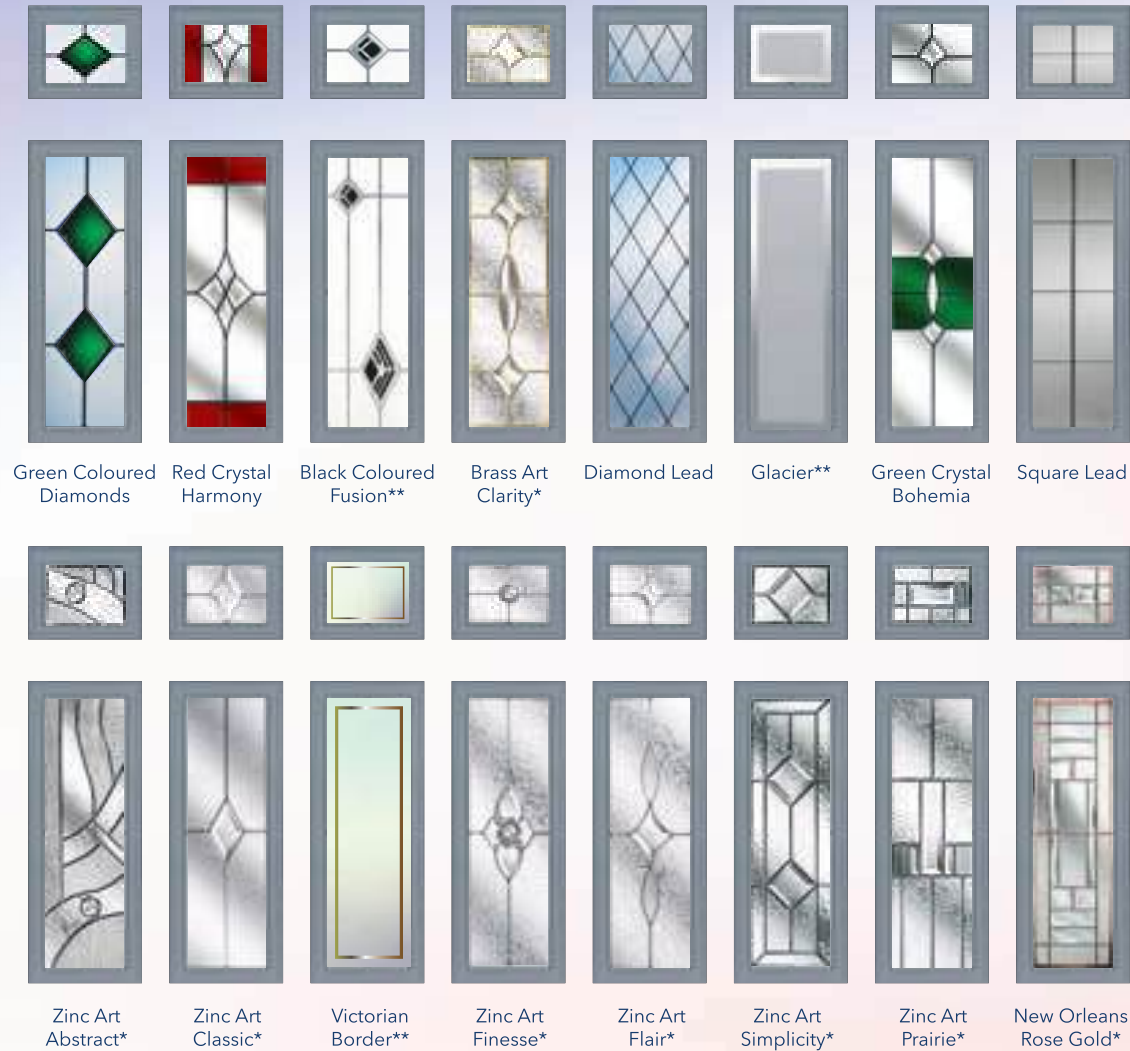 Green Coloured Diamonds
Red Crystal Harmony
Black Coloured Fusion**
Brass Art Clarity*
Diamond Lead
Glacier**
Green Crystal Bohemia
Square Lead
Zinc Art Abstract*
Zinc Art Classic*
Victorian Border**
Zinc Art Finesse*
Zinc Art Flair*
Zinc Art Simplicity*
Zinc Art Prairie*
New Orleans Rose Gold*